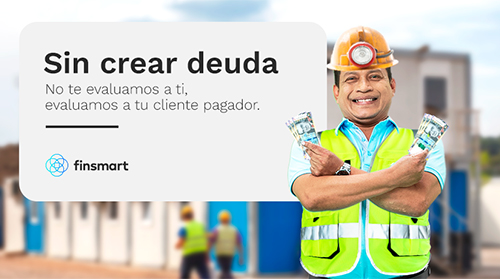 Sin crear deuda
No te evaluamos a ti,
evaluamos a tu cliente pagador.
finsmart